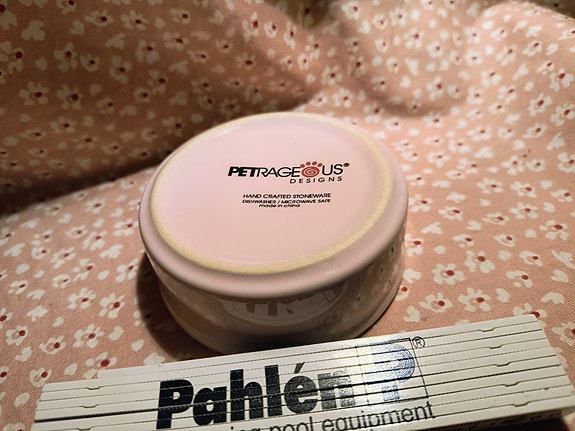 PETRAGEOUS®
DESIGNS
HAND CRAFTED STONEWARE
DISHWASHER / MICROWAVE SAFE
made in china
Pahlén P®
pool equipment